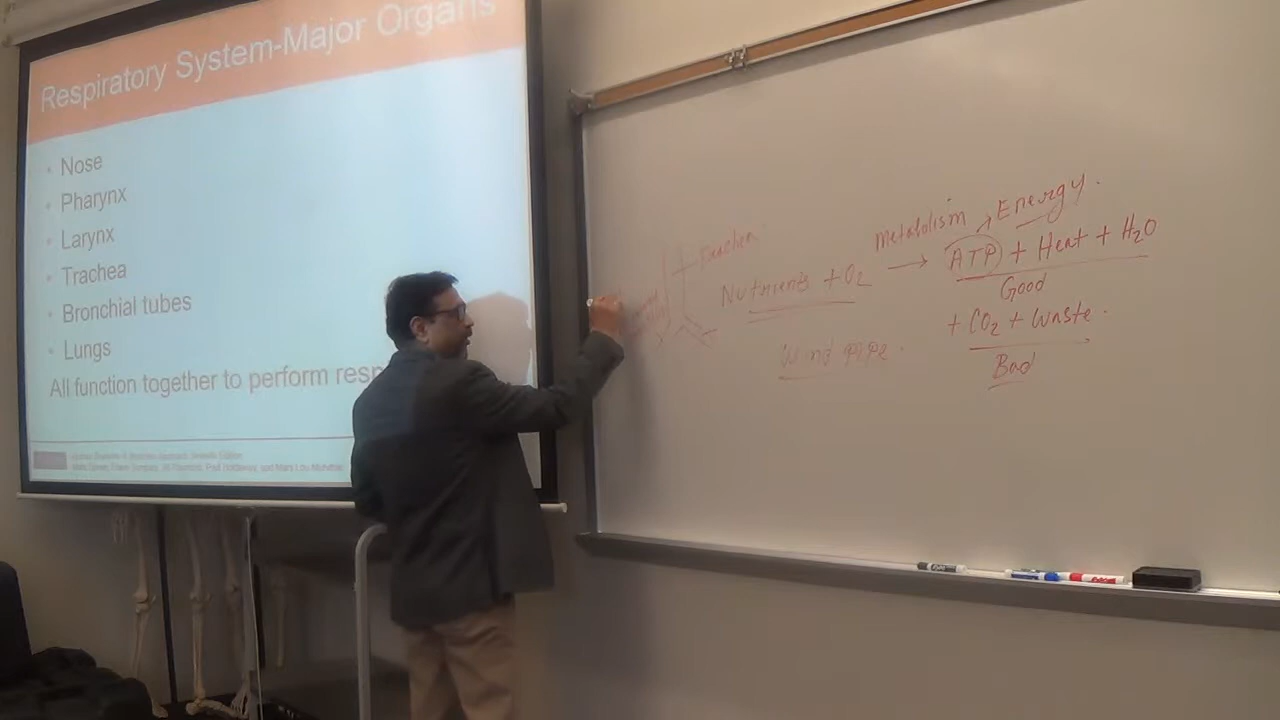 Respiratory System-Major Organs
• Nose
• Pharynx
• Larynx
• Trachea
• Bronchial tubes
• Lungs
All function together to perform resp
Trachea
Nutrients + O₂
Metabolism
→
ATP + Heat + H₂O
→ Energy.
Good
+ CO₂ + Waste.
Bad
Wind pipe.